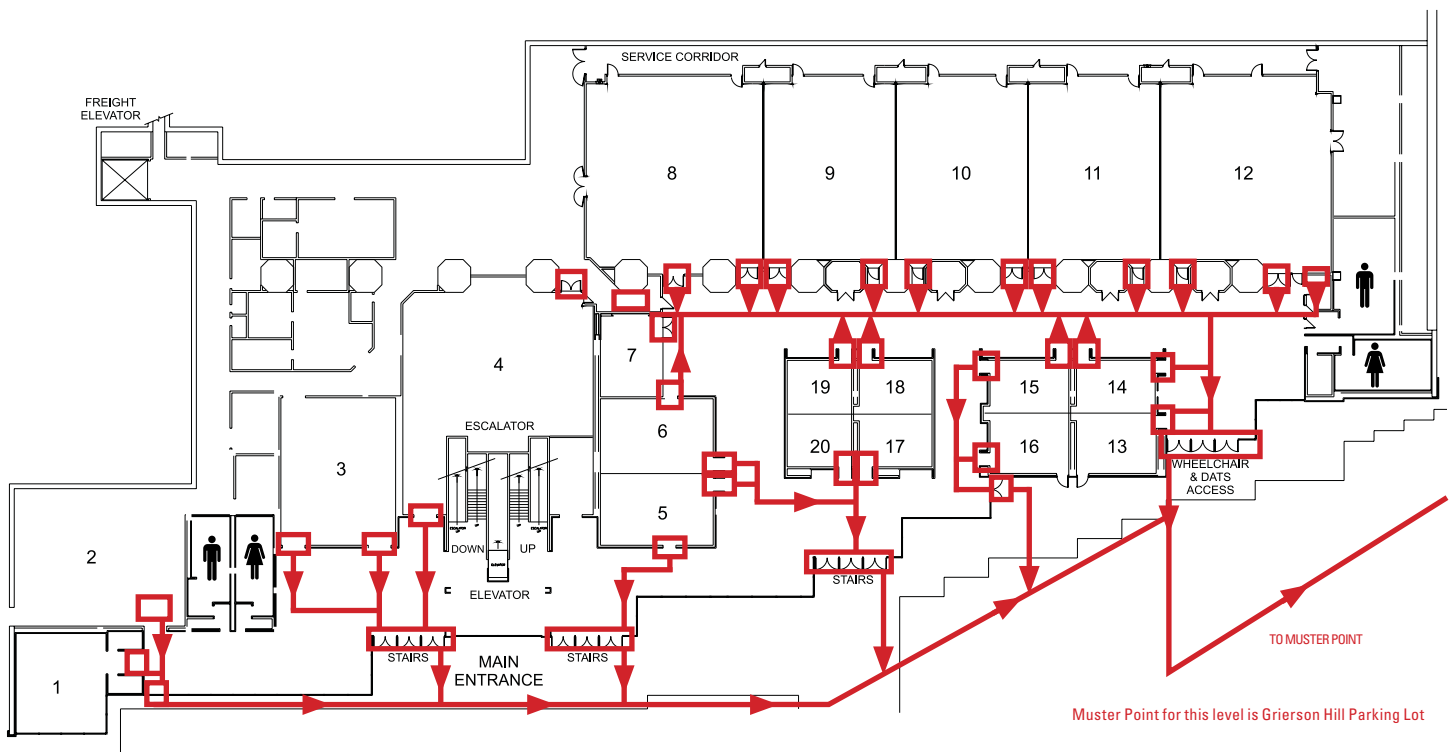 SERVICE CORRIDOR
FREIGHT
ELEVATOR
8
9
10
11
12
4
7
19
18
15
14
6
ESCALATOR
3
20
17
16
13
WHEELCHAIR
& DATS
ACCESS
5
2
DOWN
UP
ELEVATOR
STAIRS
STAIRS
STAIRS
MAIN
ENTRANCE
1
TO MUSTER POINT
Muster Point for this level is Grierson Hill Parking Lot